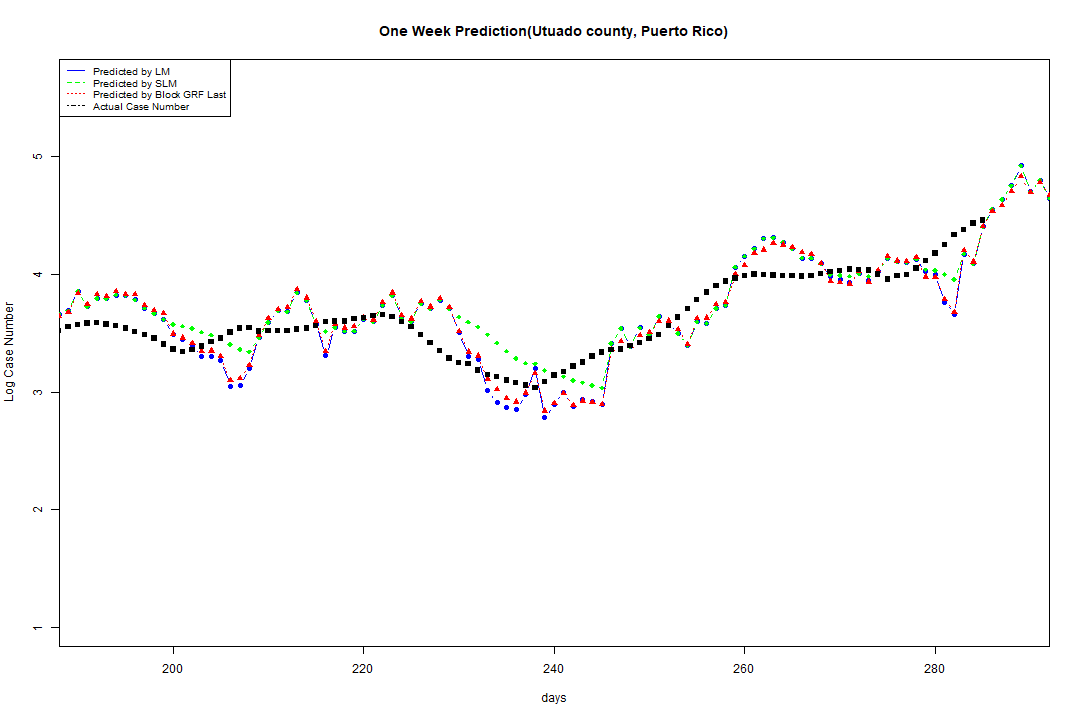 One Week Prediction(Utuado county, Puerto Rico)
Predicted by LM
Predicted by SLM
Predicted by Block GRF Last
Actual Case Number
5
4
3
2
1
Log Case Number
200 220 240 260 280
days